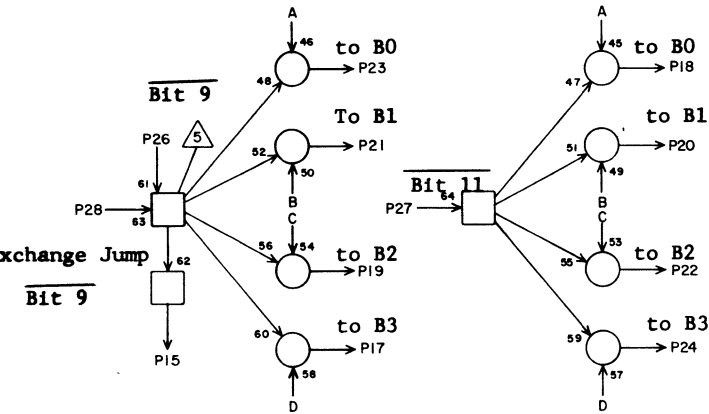 A
46
to B0
48
P23
Bit 9
To B1
5
P26
52
P21
50
61
P28
63
B
C
xchange Jump
62
56
54
to B2
P19
Bit 9
60
to B3
P17
58
P15
D
A
45
to B0
47
P18
to B1
51
P20
49
Bit 11
64
P27
B
C
53
to B2
55
P22
to B3
59
P24
57
D